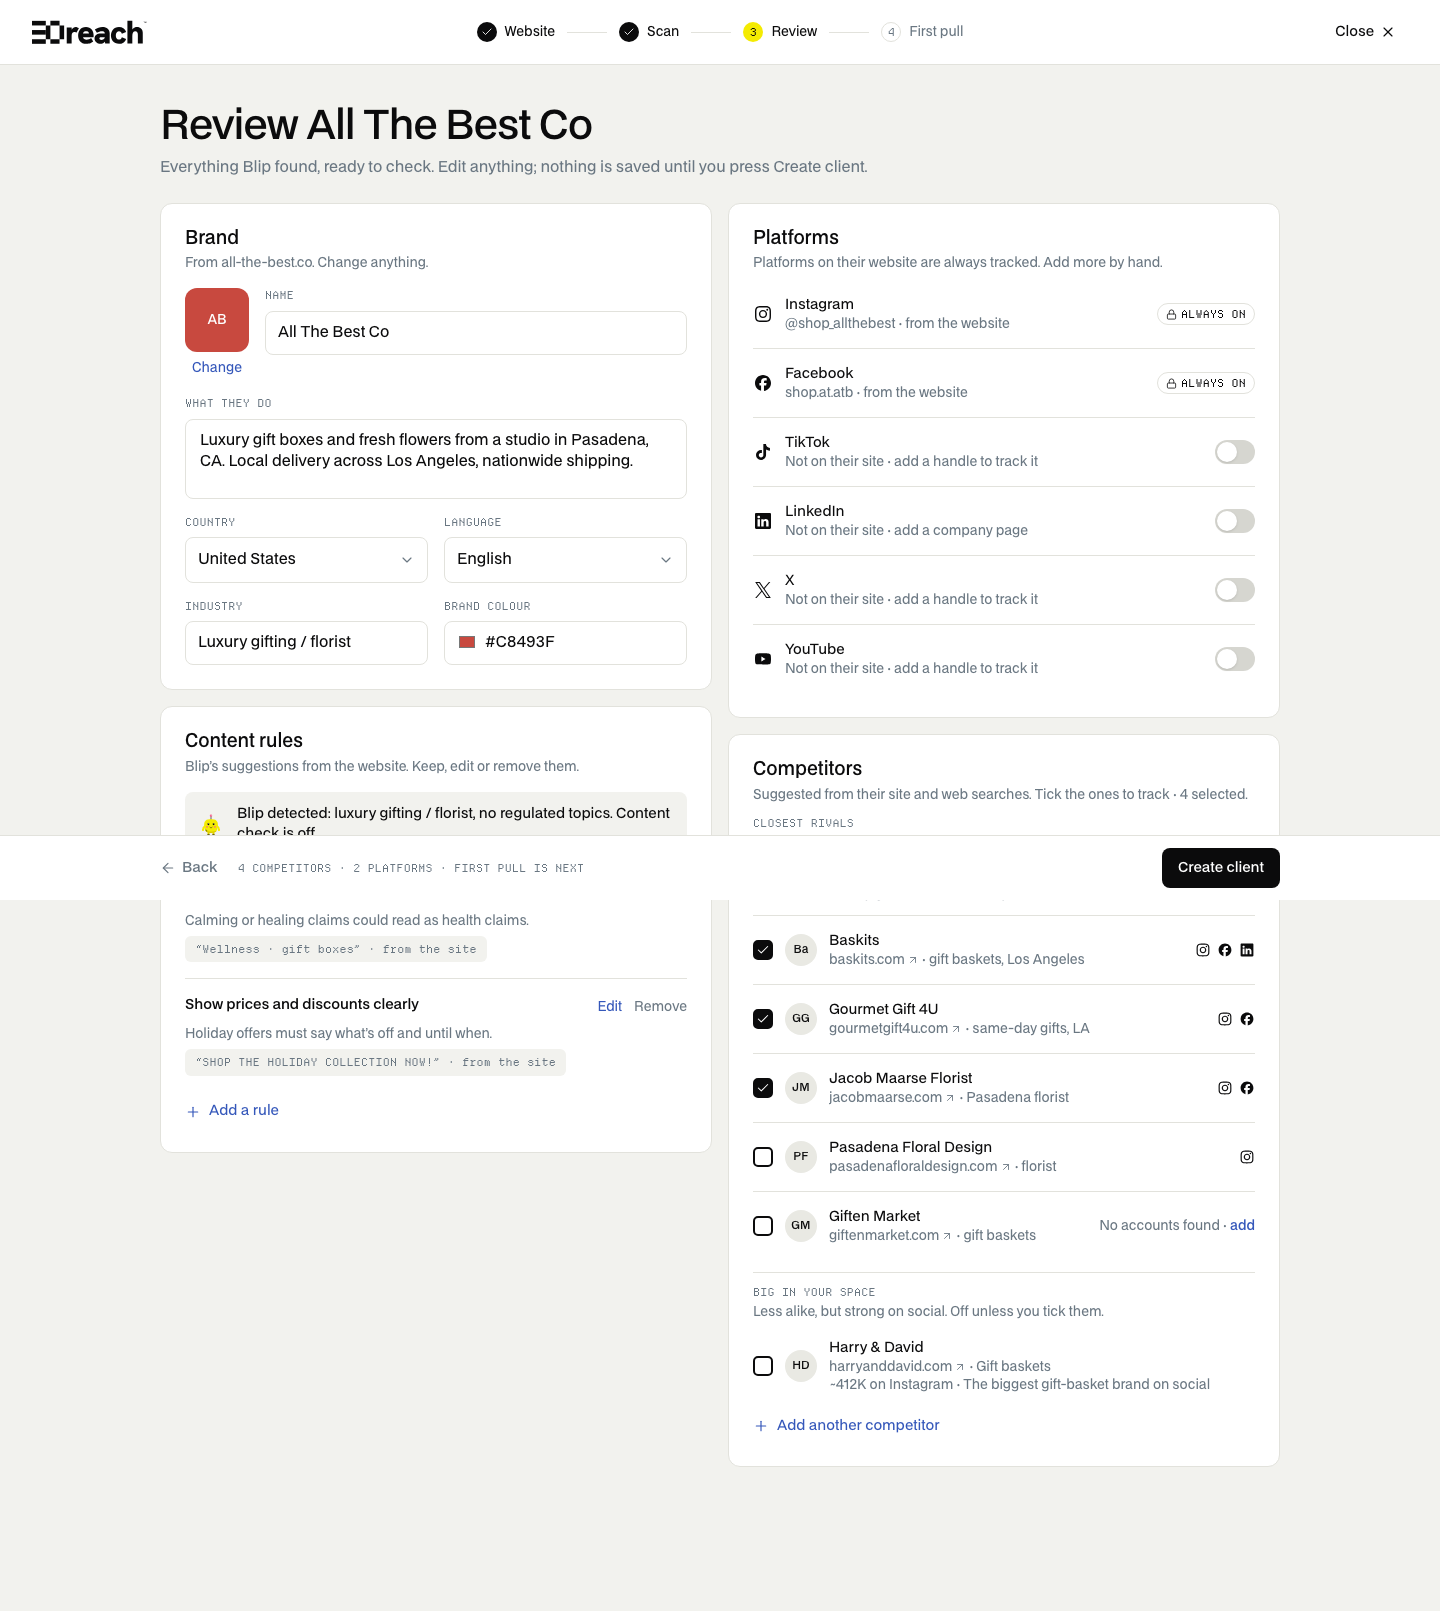 reach
Website
Scan
3
Review
4
First pull
Close
Review All The Best Co
Everything Blip found, ready to check. Edit anything; nothing is saved until you press Create client.
Brand
From all-the-best.co. Change anything.
AB
Change
NAME
All The Best Co
WHAT THEY DO
Luxury gift boxes and fresh flowers from a studio in Pasadena,
CA. Local delivery across Los Angeles, nationwide shipping.
COUNTRY
United States
LANGUAGE
English
INDUSTRY
Luxury gifting / florist
BRAND COLOUR
#C8493F
Platforms
Platforms on their website are always tracked. Add more by hand.
Instagram
@shop_allthebest · from the website
ALWAYS ON
Facebook
shop.at.atb · from the website
ALWAYS ON
TikTok
Not on their site · add a handle to track it
LinkedIn
Not on their site · add a company page
X
Not on their site · add a handle to track it
YouTube
Not on their site · add a handle to track it
Content rules
Blip's suggestions from the website. Keep, edit or remove them.
Blip detected: luxury gifting / florist, no regulated topics. Content
check is off
Competitors
Suggested from their site and web searches. Tick the ones to track · 4 selected.
CLOSEST RIVALS
Back
4 COMPETITORS · 2 PLATFORMS · FIRST PULL IS NEXT
Create client
Calming or healing claims could read as health claims.
"Wellness · gift boxes" · from the site
Show prices and discounts clearly
Edit
Remove
Holiday offers must say what's off and until when.
"SHOP THE HOLIDAY COLLECTION NOW!" · from the site
Add a rule
Ba
Baskits
baskits.com · gift baskets, Los Angeles
GG
Gourmet Gift 4U
gourmetgift4u.com · same-day gifts, LA
JM
Jacob Maarse Florist
jacobmaarse.com · Pasadena florist
PF
Pasadena Floral Design
pasadenafloraldesign.com · florist
GM
Giften Market
giftenmarket.com · gift baskets
No accounts found · add
BIG IN YOUR SPACE
Less alike, but strong on social. Off unless you tick them.
HD
Harry & David
harryanddavid.com · Gift baskets
~412K on Instagram · The biggest gift-basket brand on social
Add another competitor